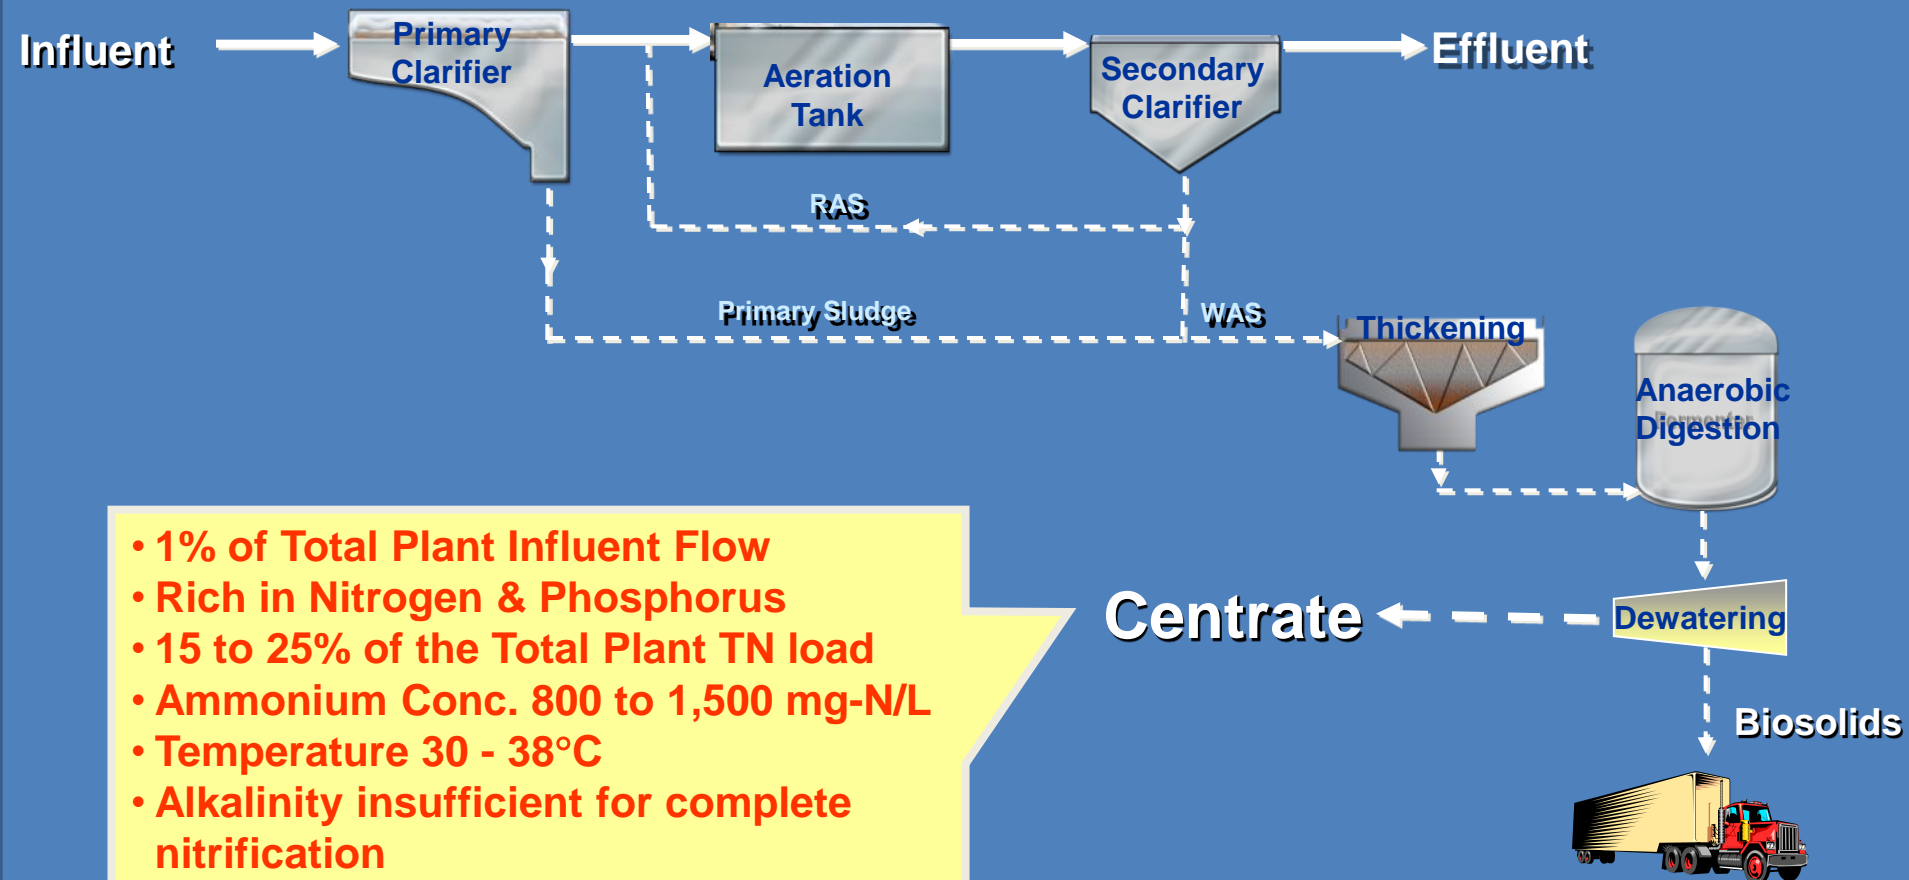 Influent
Primary
Clarifier
Aeration
Tank
Secondary
Clarifier
Effluent
RAS
Primary Sludge
WAS
Thickening
Anaerobic
Digestion
Fermenter
• 1% of Total Plant Influent Flow
• Rich in Nitrogen & Phosphorus
• 15 to 25% of the Total Plant TN load
• Ammonium Conc. 800 to 1,500 mg-N/L
• Temperature 30 - 38°C
• Alkalinity insufficient for complete
nitrification
Centrate
Dewatering
Biosolids